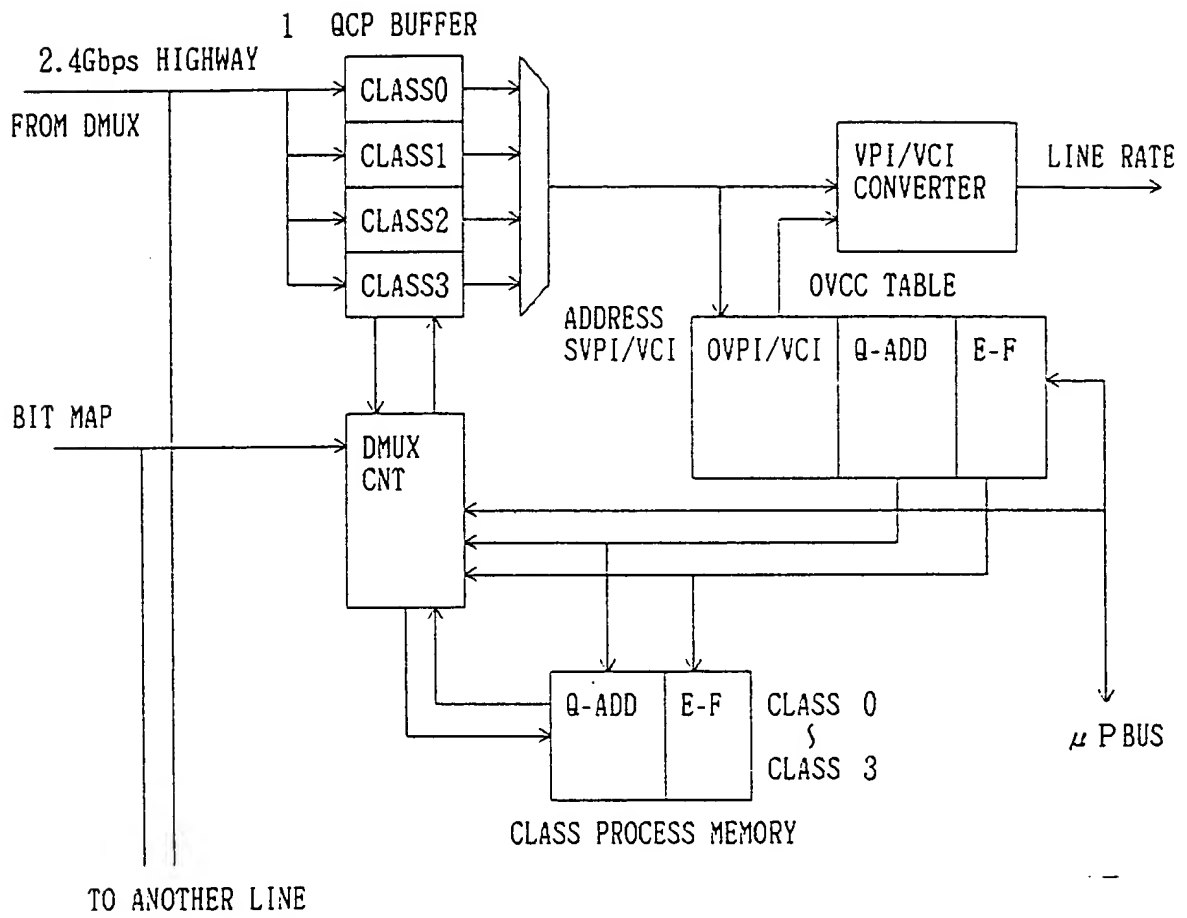 1 QCP BUFFER
2.4Gbps HIGHWAY
FROM DMUX
CLASS0
CLASS1
CLASS2
CLASS3
VPI/VCI
CONVERTER
LINE RATE
OVCC TABLE
ADDRESS
SVPI/VCI
OVPI/VCI
Q-ADD
E-F
BIT MAP
DMUX
CNT
Q-ADD
E-F
CLASS 0
∫
CLASS 3
μP BUS
CLASS PROCESS MEMORY
TO ANOTHER LINE